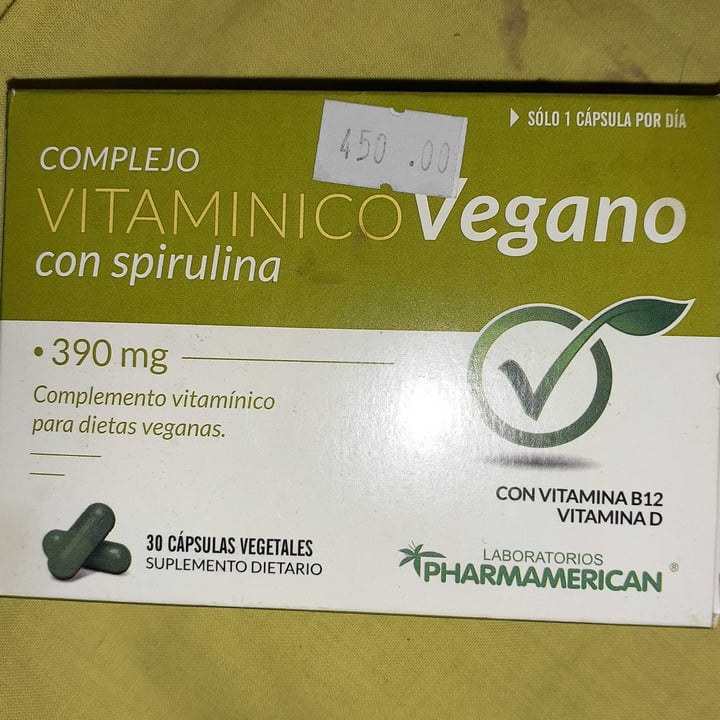 SÓLO 1 CÁPSULA POR DÍA
450.00
COMPLEJO
VITAMINICO Vegano
con spirulina
• 390 mg
Complemento vitamínico
para dietas veganas.
CON VITAMINA B12
VITAMINA D
30 CÁPSULAS VEGETALES
SUPLEMENTO DIETARIO
LABORATORIOS
PHARMAMERICAN ®